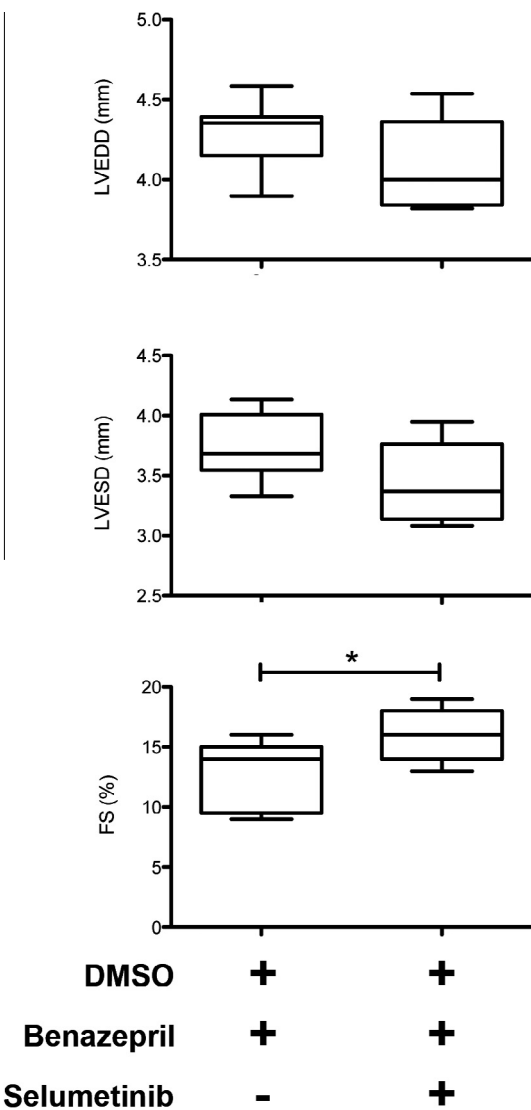 5.0
4.5
4.0
3.5
LVEDD (mm)
4.5
4.0
3.5
3.0
2.5
LVESD (mm)
*
20
15
10
5
0
FS (%)
DMSO + +
Benazepril + +
Selumetinib - +